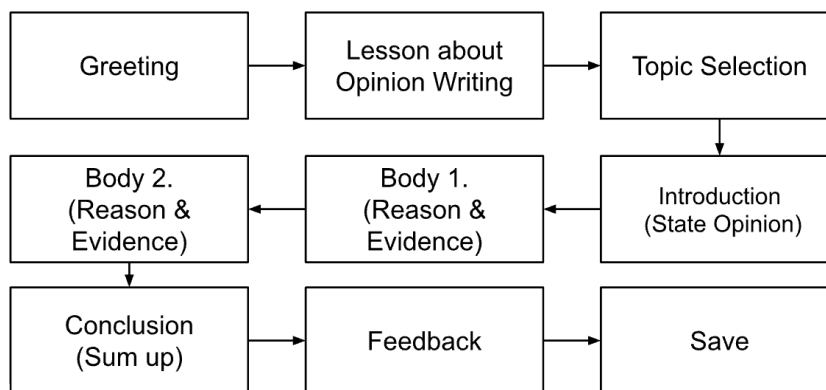 Greeting
Lesson about
Opinion Writing
Topic Selection
Introduction
(State Opinion)
Body 1.
(Reason &
Evidence)
Body 2.
(Reason &
Evidence)
Conclusion
(Sum up)
Feedback
Save